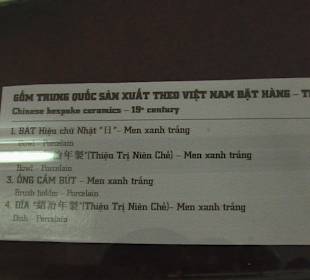 GỐM TRUNG QUỐC SẢN XUẤT THEO VIỆT NAM ĐẶT HÀNG – T
Chinese bespoke ceramics – 19th century
1. BÁT Hiệu chữ Nhật "日"- Men xanh trắng
Bowl - Porcelain
年製"(Thiệu Trị Niên Chế) – Men xanh trắng
Bowl - Porcelain
3. ỐNG CẮM BÚT – Men xanh trắng
Brush holder - Porcelain
4. ĐĨA "紹治年製"(Thiệu Trị Niên Chế)- Men xanh trắng
Dish - Porcelain